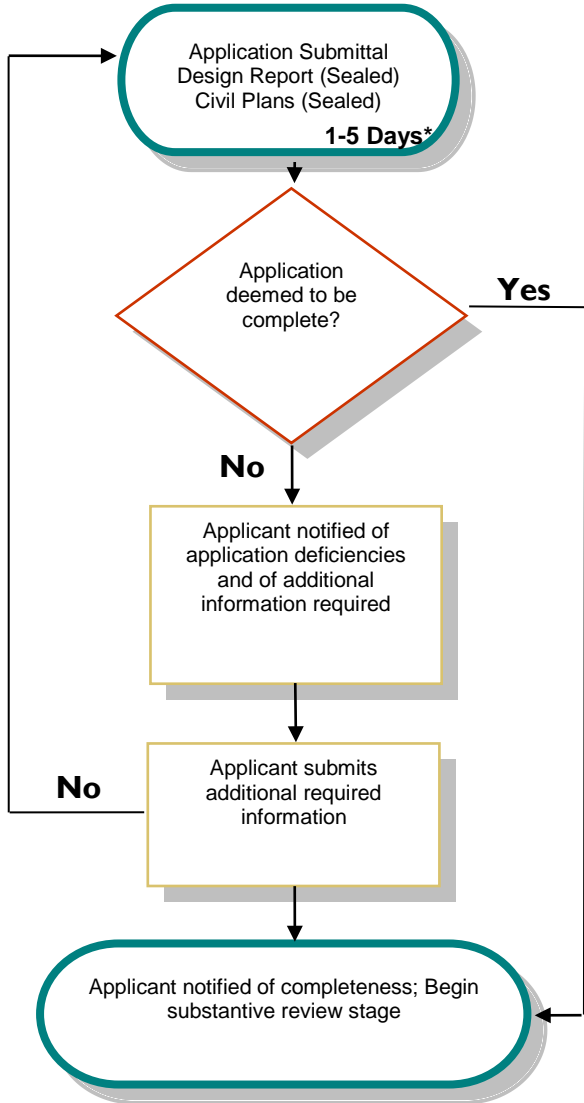 Application Submittal
Design Report (Sealed)
Civil Plans (Sealed)
1-5 Days*
Application
deemed to be
complete?
Yes
No
Applicant notified of
application deficiencies
and of additional
information required
No
Applicant submits
additional required
information
Applicant notified of completeness; Begin
substantive review stage